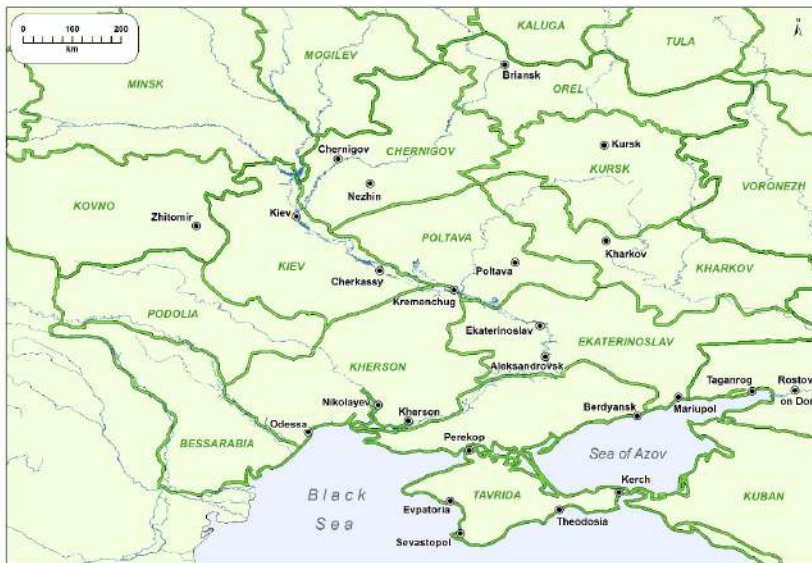 0
100
200
km
KALUGA
TULA
MOGILEV
Briansk
MINSK
OREL
Chernigov
CHERNIGOV
Kursk
KURSK
Nezhin
VORONEZH
KOVNO
Zhitomir
Kiev
POLTAVA
Kharkov
KIEV
Cherkassy
Poltava
KHARKOV
Kremenchug
PODOLIA
Ekaterinoslav
EKATERINOSLAV
KHERSON
Aleksandrovsk
Taganrog
Rostov
on Don
Nikolayev
Kherson
Berdyansk
Mariupol
Odessa
BESSARABIA
Perekop
Sea of Azov
Kerch
Black
Sea
TAVRIDA
KUBAN
Evpatoria
Theodosia
Sevastopol